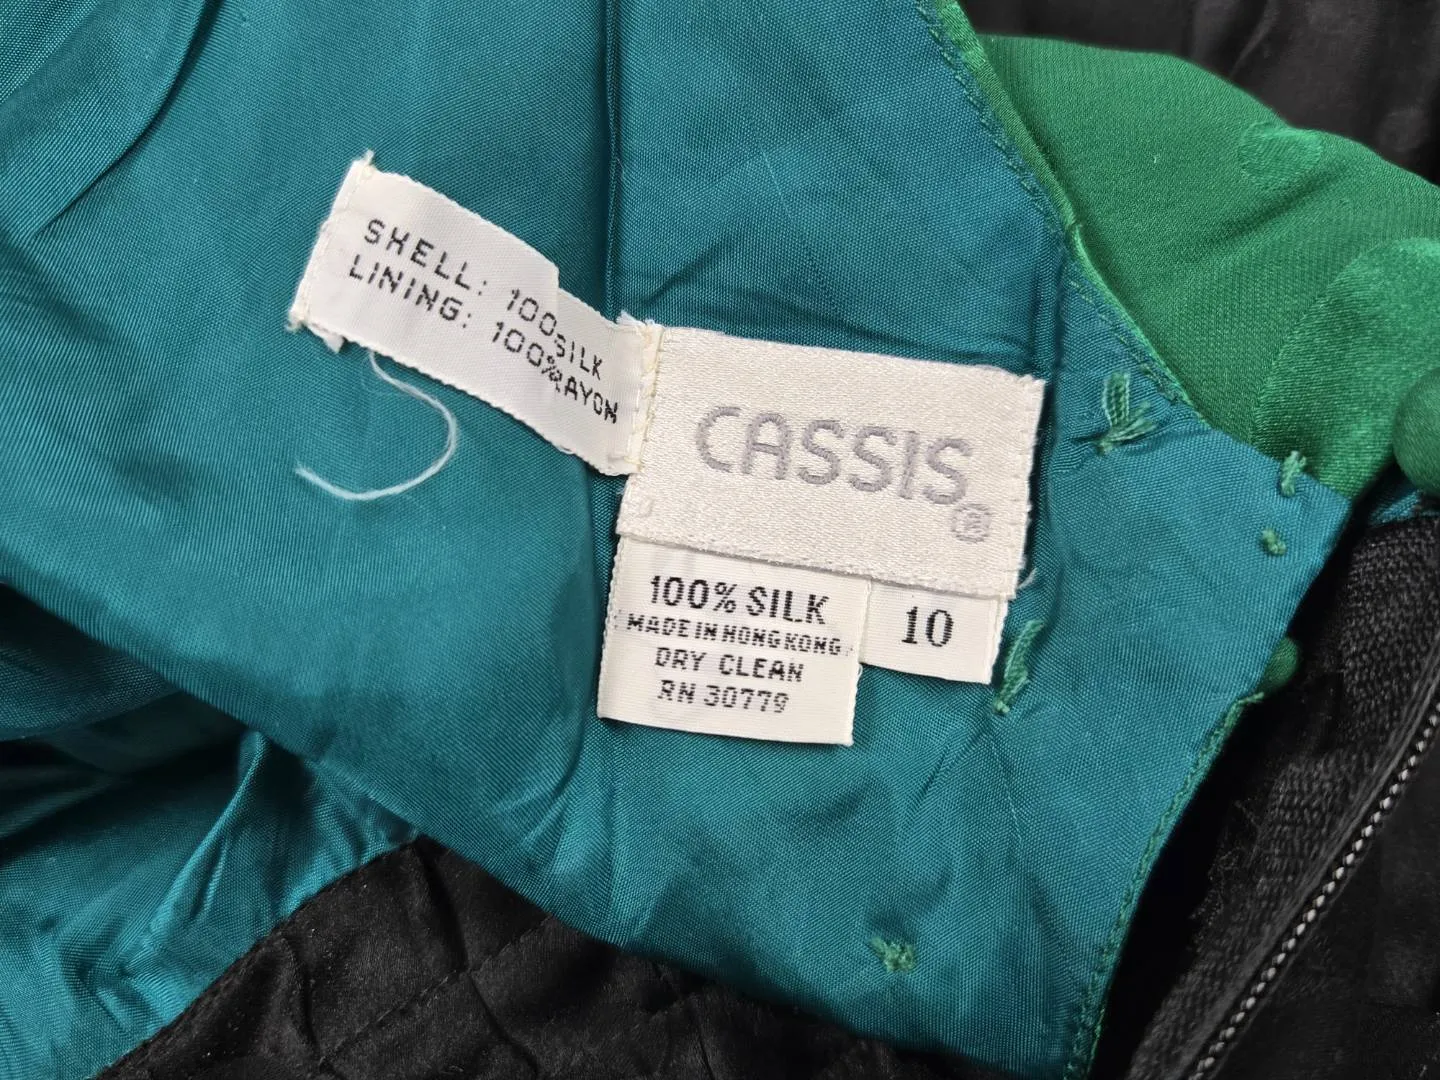 SHELL: 100% SILK
LINING: 100% RAYON
CASSIS®
100% SILK
MADE IN HONG KONG
DRY CLEAN
RN 30779
10